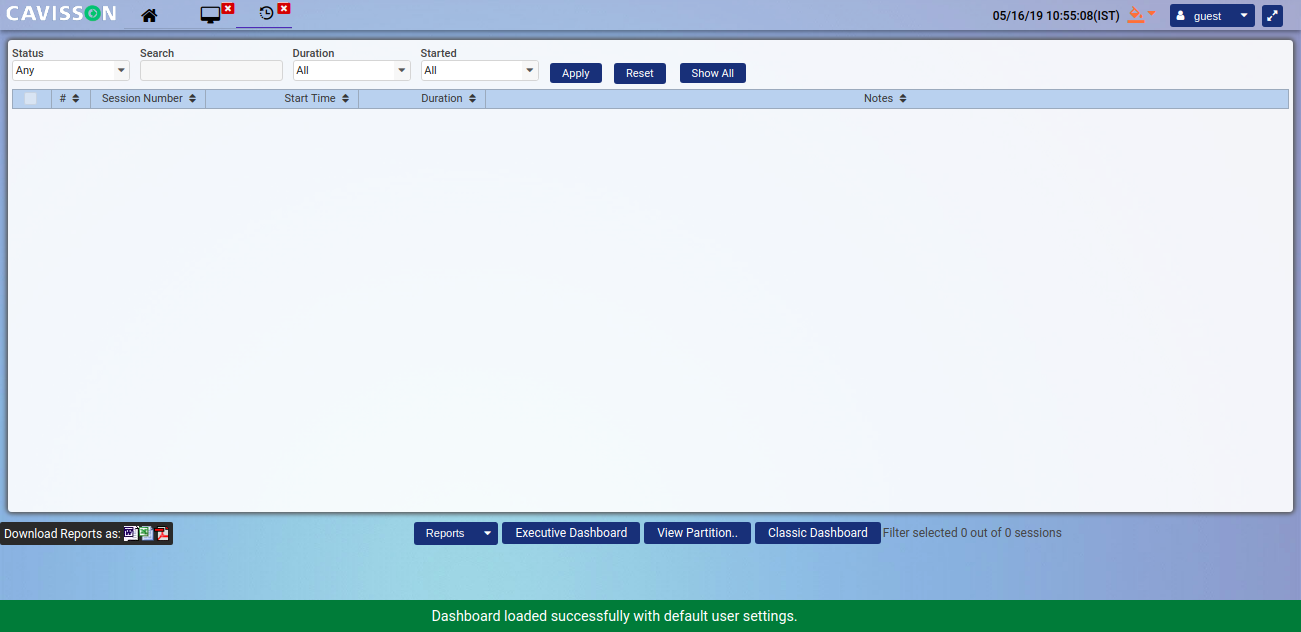 CAVISSON
05/16/19 10:55:08(IST)
guest
Status Search Duration Started
Any All All Apply Reset Show All
# Session Number Start Time Duration Notes
Download Reports as: Reports Executive Dashboard View Partition.. Classic Dashboard Filter selected 0 out of 0 sessions
Dashboard loaded successfully with default user settings.